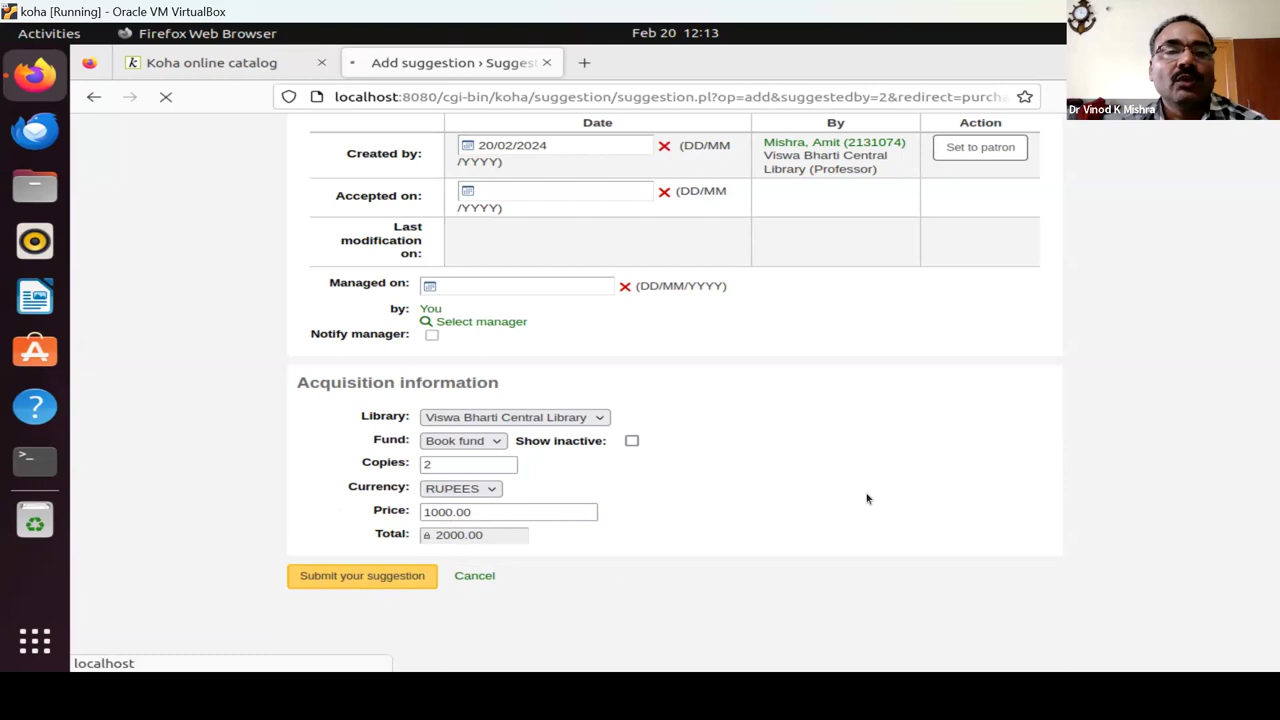 koha [Running] - Oracle VM VirtualBox
Activities
Firefox Web Browser
Feb 20 12:13
k Koha online catalog
Add suggestion › Sugges
localhost:8080/cgi-bin/koha/suggestion/suggestion.pl?op=add&suggestedby=2&redirect=purcha
Dr Vinod K Mishra
Date
By
Action
Created by:
20/02/2024
(DD/MM
/YYYY)
Mishra, Amit (2131074)
Viswa Bharti Central
Library (Professor)
Set to patron
Accepted on:
(DD/MM
/YYYY)
Last
modification
on:
Managed on:
(DD/MM/YYYY)
by: You
Select manager
Notify manager:
Acquisition information
Library: Viswa Bharti Central Library
Fund: Book fund Show inactive:
Copies: 2
Currency: RUPEES
Price: 1000.00
Total: 2000.00
Submit your suggestion Cancel
localhost